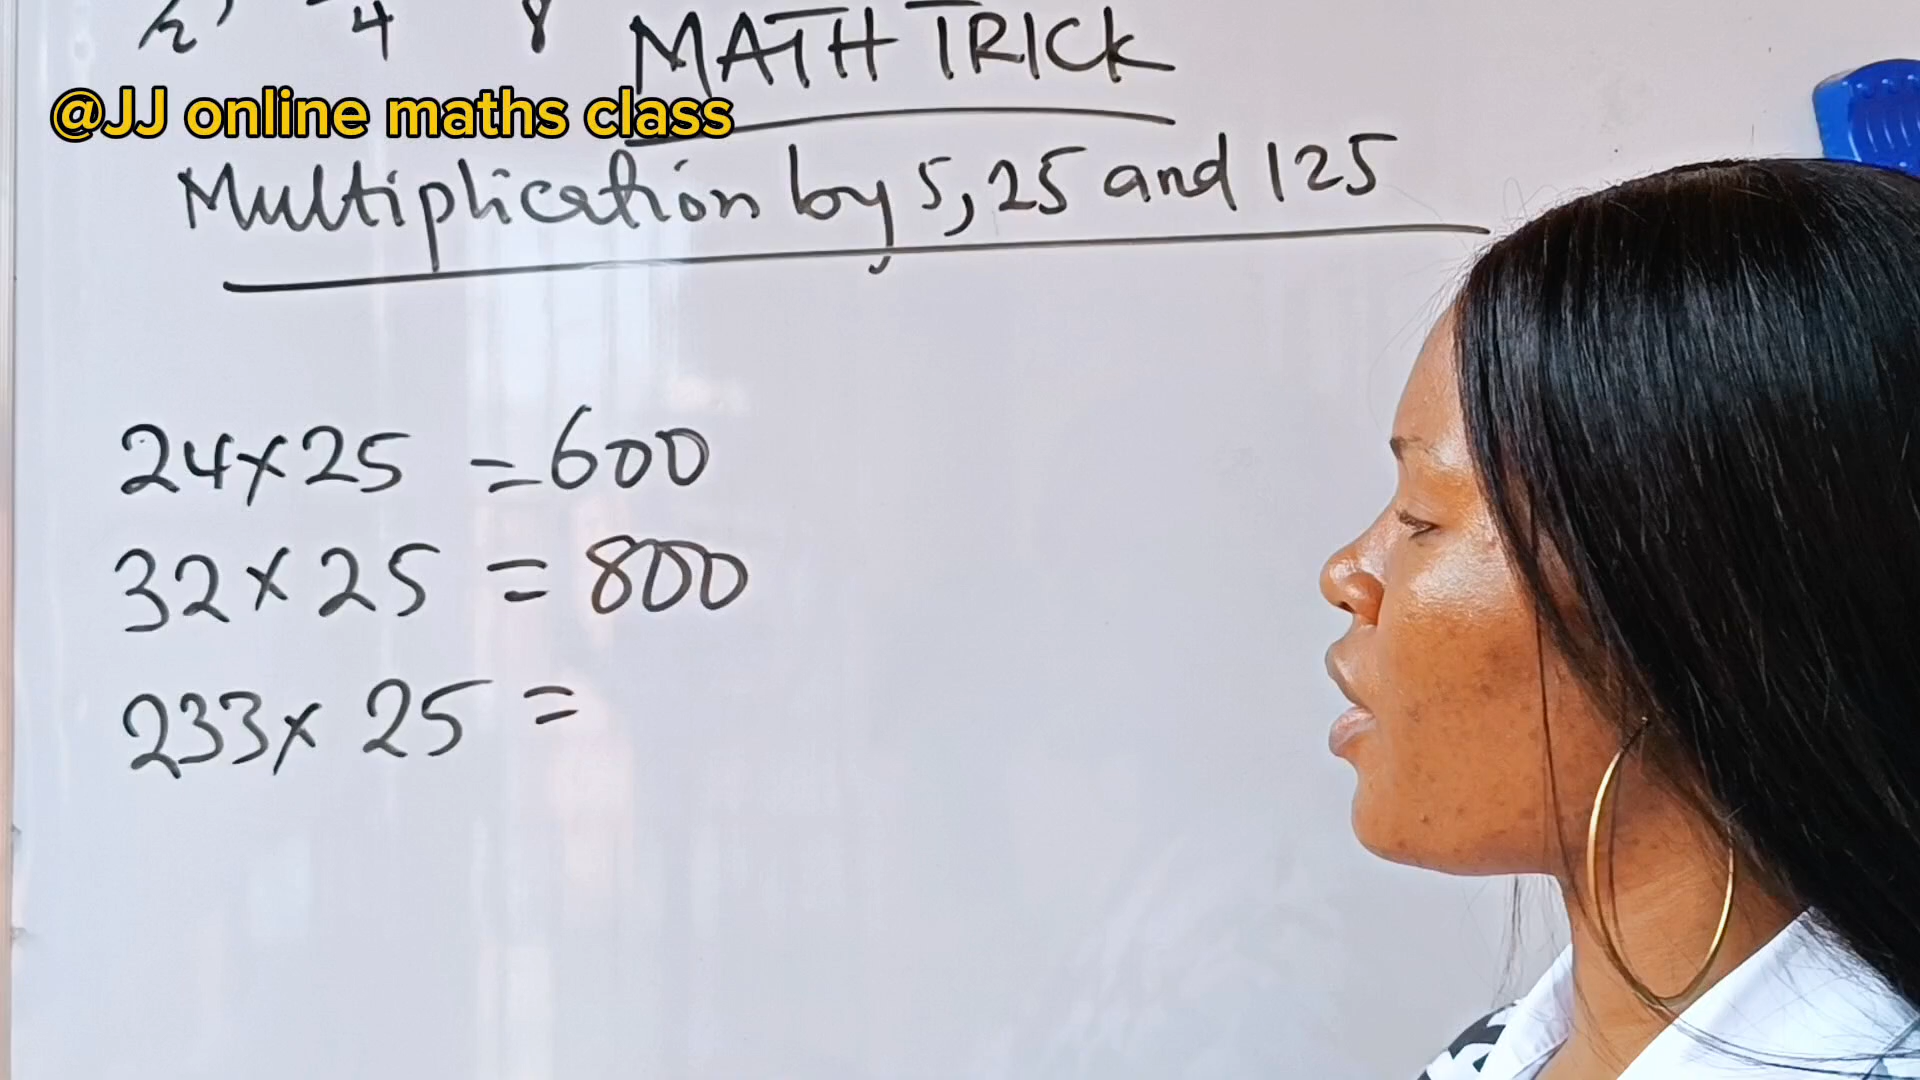 4 8
MATH TRICK
@JJ online maths class
Multiplication by 5, 25 and 125
24 x 25 = 600
32 x 25 = 800
233 x 25 =